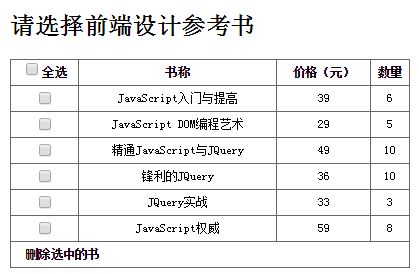 请选择前端设计参考书
全选 书称 价格（元） 数量
JavaScript入门与提高 39 6
JavaScript DOM编程艺术 29 5
精通JavaScript与JQuery 49 10
锋利的JQuery 36 10
JQuery实战 33 3
JavaScript权威 59 8
删除选中的书